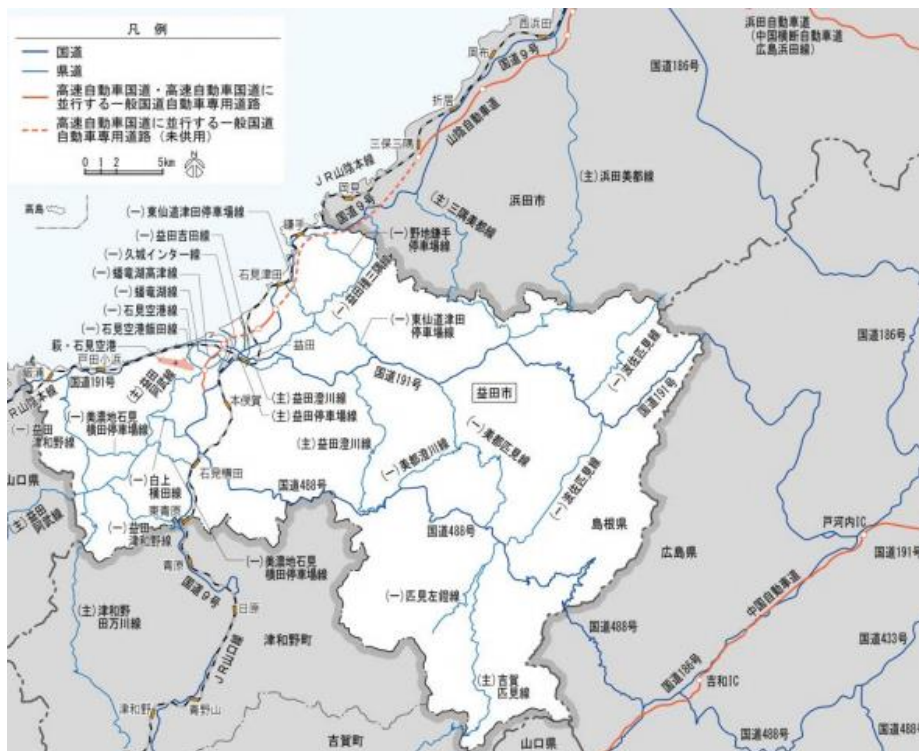 凡 例
国道
県道
高速自動車国道・高速自動車国道に
並行する一般国道自動車専用道路
高速自動車国道に並行する一般国道
自動車専用道路（未供用）
0 1 2 5km
N
高島
西浜田
岡布
国道9号
折居
山陰自動車道
三保三隅
JR山陰本線
岡見
国道9号
鎌手
浜田自動車道
(中国横断自動車道
広島浜田線)
国道186号
(主)浜田美都線
浜田市
(主)三隅美都線
(一)東仙道津田停車場線
(一)益田吉田線
(一)久城インター線
(一)蟠竜湖高津線
(一)蟠竜湖線
(一)石見空港線
(一)石見空港飯田線
萩・石見空港
石見津田
(一)野地鎌手
停車場線
(一)益田種三隅線
(一)東仙道津田
停車場線
国道186号
戸田小浜
飯浦
JR山陰本線
国道191号
(主)益田阿武線
益田
本俣賀
国道191号
(主)益田澄川線
(一)益田停車場線
益田市
(一)波佐匹見線
国道191号
(一)益田
津和野線
(一)美濃地石見
横田停車場線
(主)益田澄川線
(一)美都澄川線
(一)美都匹見線
(一)波佐匹見線
山口県
(主)益田
阿武線
(一)白上
横田線
石見横田
国道488号
東青原
(一)益田
津和野線
(一)美濃地石見
横田停車場線
国道488号
島根県
広島県
戸河内IC
国道191号
青原
国道9号
日原
(主)津和野
田万川線
津和野町
JR山口線
(一)匹見左鐙線
国道488号
中国自動車道
国道433号
国道186号
吉和IC
(主)吉賀
匹見線
津和野
青野山
吉賀町
山口県
国道488号
国道488号